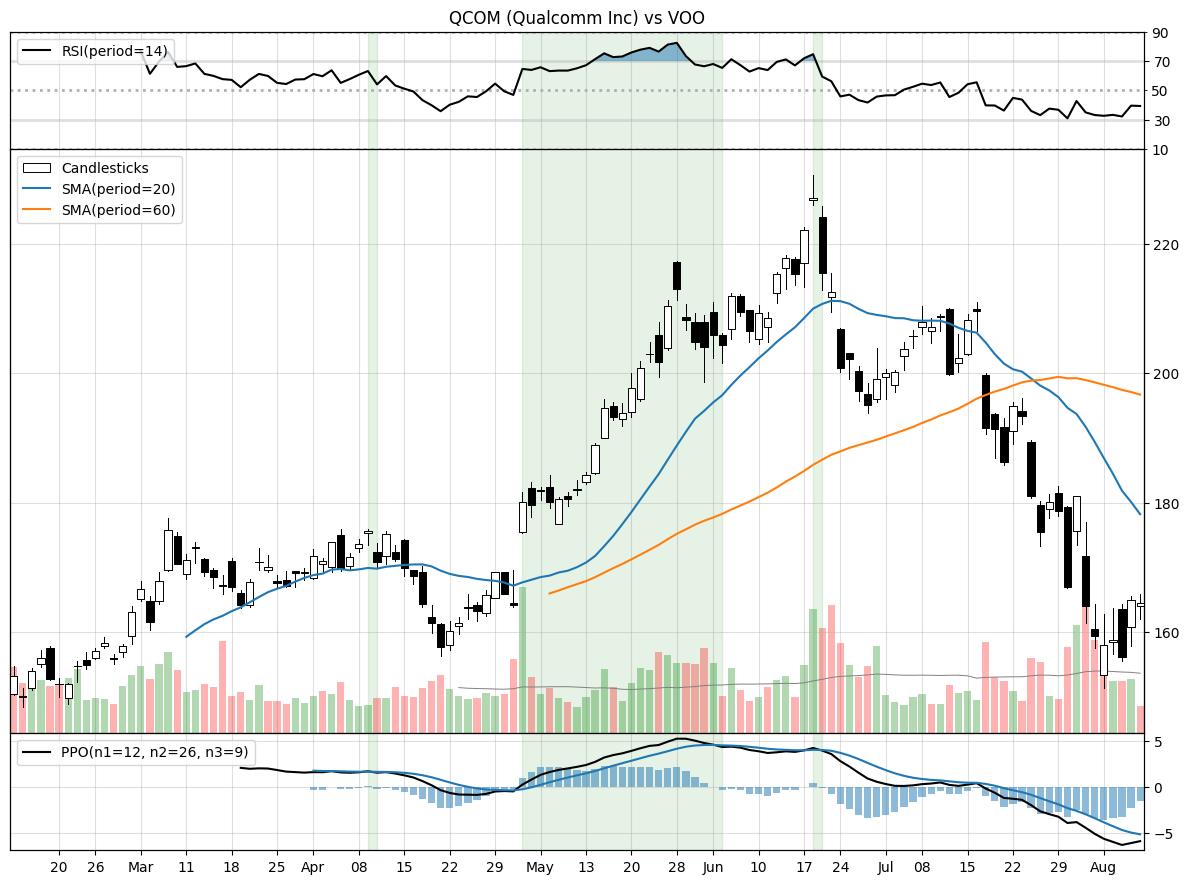 QCOM (Qualcomm Inc) vs VOO
RSI(period=14)
90
70
50
30
10
Candlesticks
SMA(period=20)
SMA(period=60)
220
200
180
160
PPO(n1=12, n2=26, n3=9)
5
0
−5
20 26 Mar 11 18 25 Apr 08 15 22 29 May 13 20 28 Jun 10 17 24 Jul 08 15 22 29 Aug